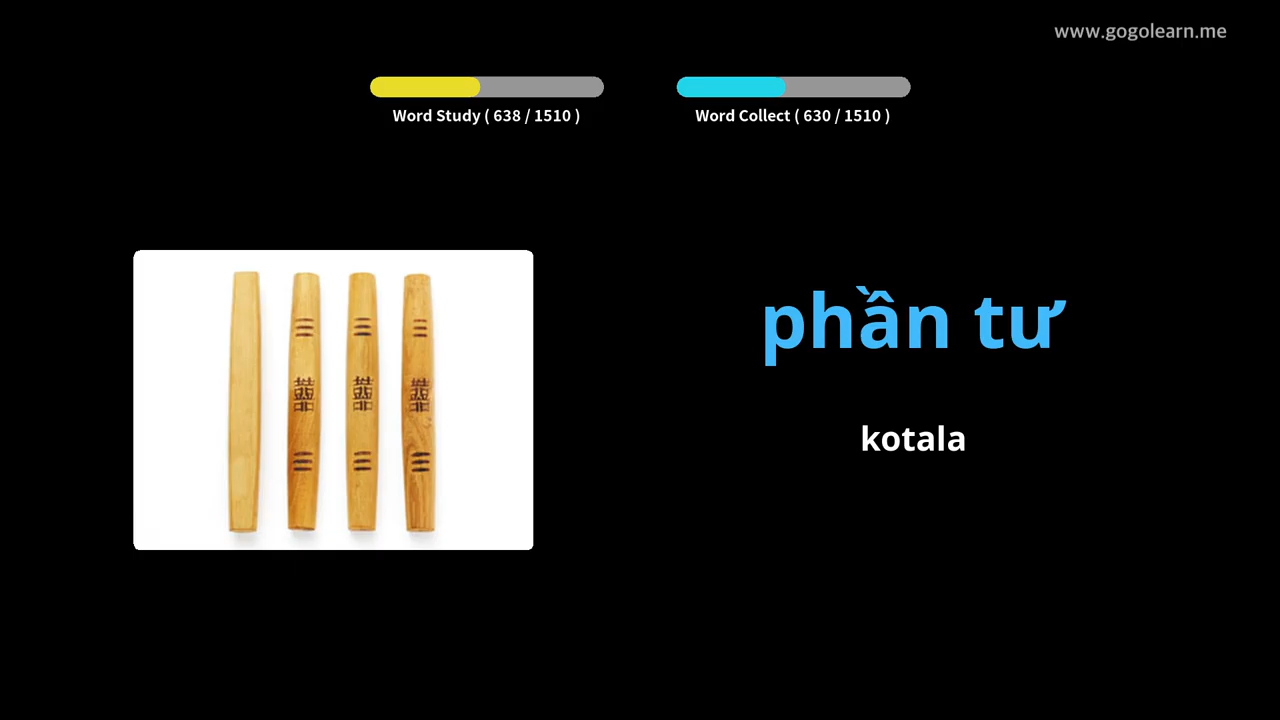 www.gogolearn.me
Word Study ( 638 / 1510 )
Word Collect ( 630 / 1510 )
phần tư
kotala